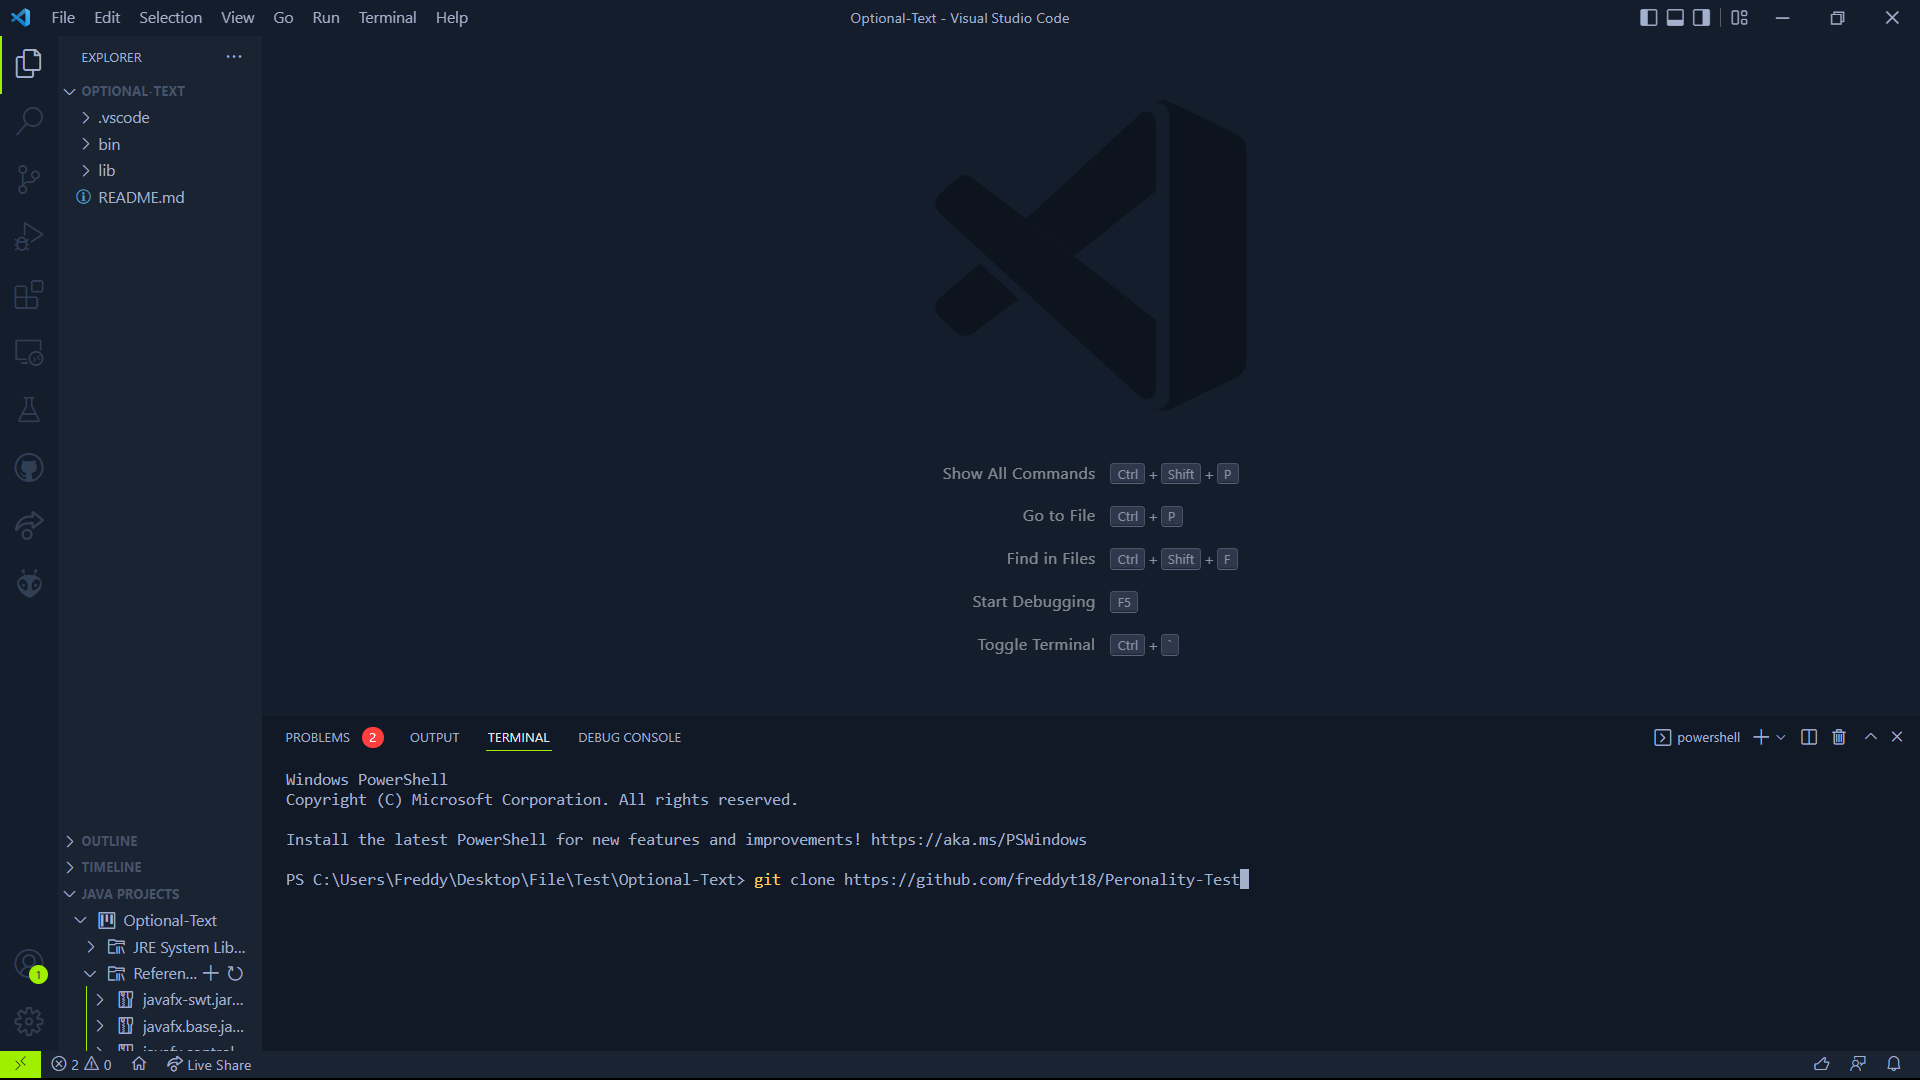 File Edit Selection View Go Run Terminal Help
Optional-Text - Visual Studio Code
EXPLORER
OPTIONAL-TEXT
.vscode
bin
lib
README.md
Show All Commands Ctrl + Shift + P
Go to File Ctrl + P
Find in Files Ctrl + Shift + F
Start Debugging F5
Toggle Terminal Ctrl + `
PROBLEMS 2 OUTPUT TERMINAL DEBUG CONSOLE
powershell
Windows PowerShell
Copyright (C) Microsoft Corporation. All rights reserved.
Install the latest PowerShell for new features and improvements! https://aka.ms/PSWindows
PS C:\Users\Freddy\Desktop\File\Test\Optional-Text> git clone https://github.com/freddyt18/Peronality-Test
OUTLINE
TIMELINE
JAVA PROJECTS
Optional-Text
JRE System Lib...
Referen...
javafx-swt.jar...
javafx.base.ja...
1
2 0
Live Share